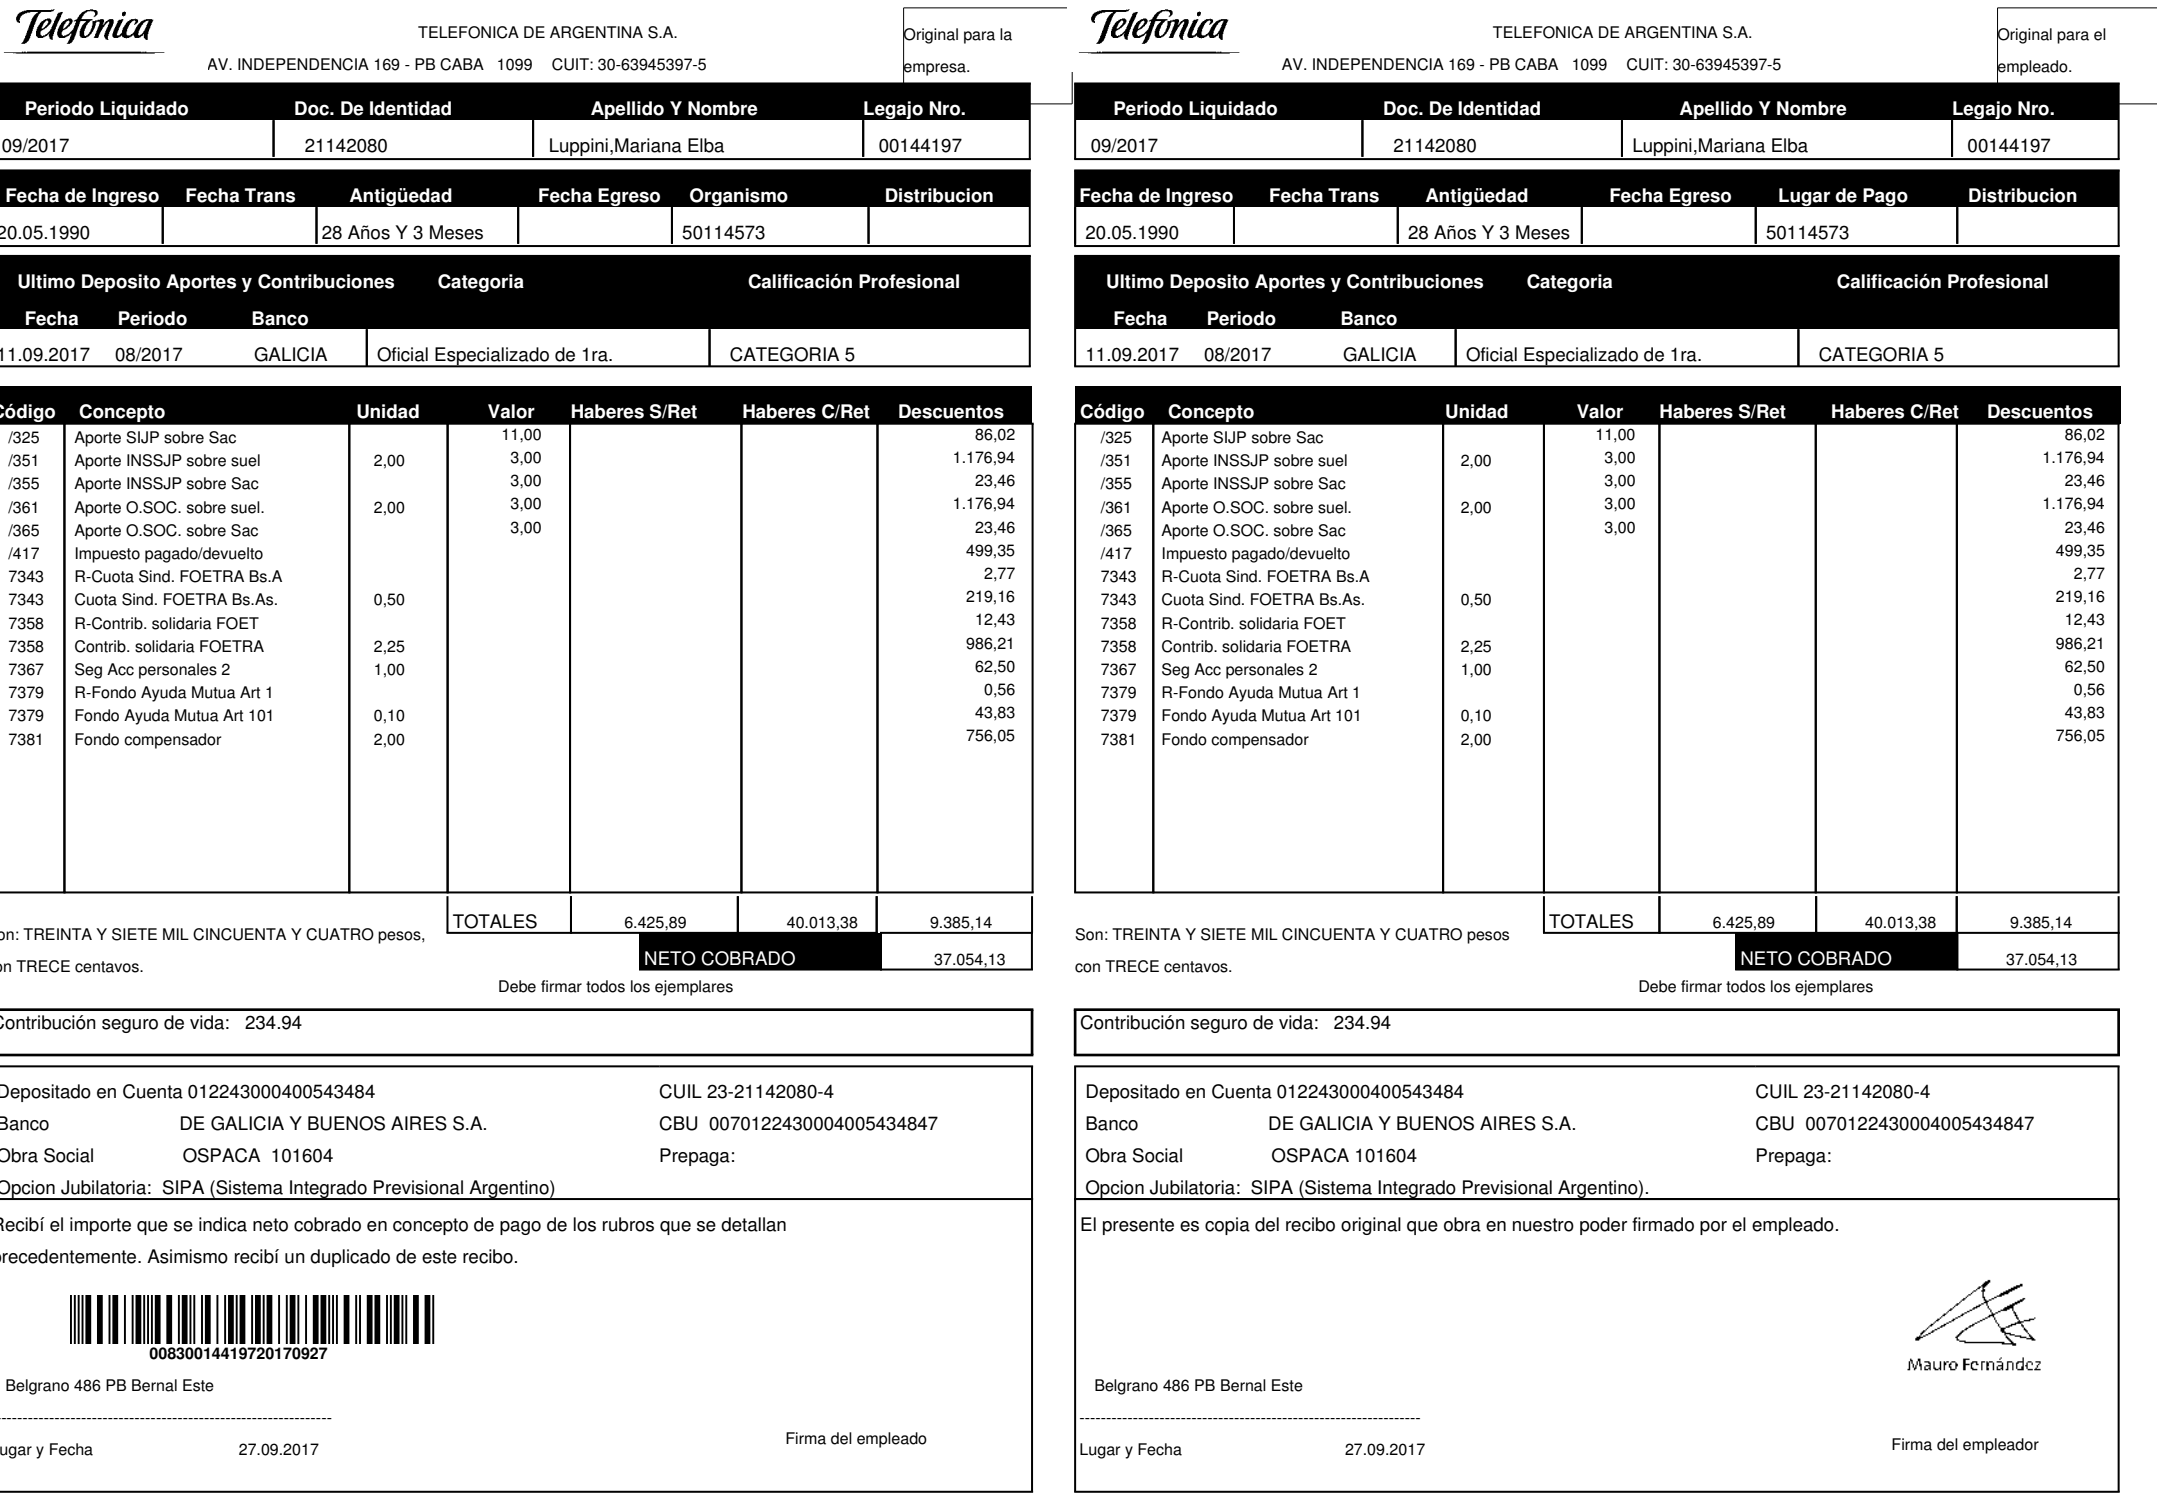 Telefónica
TELEFONICA DE ARGENTINA S.A.
Original para la
AV. INDEPENDENCIA 169 - PB CABA 1099 CUIT: 30-63945397-5
empresa.
Periodo Liquidado Doc. De Identidad Apellido Y Nombre Legajo Nro.
09/2017 21142080 Luppini,Mariana Elba 00144197
Fecha de Ingreso Fecha Trans Antigüedad Fecha Egreso Organismo Distribucion
20.05.1990 28 Años Y 3 Meses 50114573
Ultimo Deposito Aportes y Contribuciones Categoria Calificación Profesional
Fecha Periodo Banco
11.09.2017 08/2017 GALICIA Oficial Especializado de 1ra. CATEGORIA 5
Código Concepto Unidad Valor Haberes S/Ret Haberes C/Ret Descuentos
/325 Aporte SIJP sobre Sac 11,00 86,02
/351 Aporte INSSJP sobre suel 2,00 3,00 1.176,94
/355 Aporte INSSJP sobre Sac 3,00 23,46
/361 Aporte O.SOC. sobre suel. 2,00 3,00 1.176,94
/365 Aporte O.SOC. sobre Sac 3,00 23,46
/417 Impuesto pagado/devuelto 499,35
7343 R-Cuota Sind. FOETRA Bs.A 2,77
7343 Cuota Sind. FOETRA Bs.As. 0,50 219,16
7358 R-Contrib. solidaria FOET 12,43
7358 Contrib. solidaria FOETRA 2,25 986,21
7367 Seg Acc personales 2 1,00 62,50
7379 R-Fondo Ayuda Mutua Art 1 0,56
7379 Fondo Ayuda Mutua Art 101 0,10 43,83
7381 Fondo compensador 2,00 756,05
TOTALES 6.425,89 40.013,38 9.385,14
on: TREINTA Y SIETE MIL CINCUENTA Y CUATRO pesos,
NETO COBRADO 37.054,13
on TRECE centavos.
Debe firmar todos los ejemplares
Contribución seguro de vida: 234.94
Depositado en Cuenta 012243000400543484 CUIL 23-21142080-4
Banco DE GALICIA Y BUENOS AIRES S.A. CBU 0070122430004005434847
Obra Social OSPACA 101604 Prepaga:
Opcion Jubilatoria: SIPA (Sistema Integrado Previsional Argentino)
Recibí el importe que se indica neto cobrado en concepto de pago de los rubros que se detallan
precedentemente. Asimismo recibí un duplicado de este recibo.
00830014419720170927
Belgrano 486 PB Bernal Este
----------------------------------------------------------------
Firma del empleado
ugar y Fecha 27.09.2017
Telefónica
TELEFONICA DE ARGENTINA S.A.
Original para el
AV. INDEPENDENCIA 169 - PB CABA 1099 CUIT: 30-63945397-5
empleado.
Periodo Liquidado Doc. De Identidad Apellido Y Nombre Legajo Nro.
09/2017 21142080 Luppini,Mariana Elba 00144197
Fecha de Ingreso Fecha Trans Antigüedad Fecha Egreso Lugar de Pago Distribucion
20.05.1990 28 Años Y 3 Meses 50114573
Ultimo Deposito Aportes y Contribuciones Categoria Calificación Profesional
Fecha Periodo Banco
11.09.2017 08/2017 GALICIA Oficial Especializado de 1ra. CATEGORIA 5
Código Concepto Unidad Valor Haberes S/Ret Haberes C/Ret Descuentos
/325 Aporte SIJP sobre Sac 11,00 86,02
/351 Aporte INSSJP sobre suel 2,00 3,00 1.176,94
/355 Aporte INSSJP sobre Sac 3,00 23,46
/361 Aporte O.SOC. sobre suel. 2,00 3,00 1.176,94
/365 Aporte O.SOC. sobre Sac 3,00 23,46
/417 Impuesto pagado/devuelto 499,35
7343 R-Cuota Sind. FOETRA Bs.A 2,77
7343 Cuota Sind. FOETRA Bs.As. 0,50 219,16
7358 R-Contrib. solidaria FOET 12,43
7358 Contrib. solidaria FOETRA 2,25 986,21
7367 Seg Acc personales 2 1,00 62,50
7379 R-Fondo Ayuda Mutua Art 1 0,56
7379 Fondo Ayuda Mutua Art 101 0,10 43,83
7381 Fondo compensador 2,00 756,05
TOTALES 6.425,89 40.013,38 9.385,14
Son: TREINTA Y SIETE MIL CINCUENTA Y CUATRO pesos
NETO COBRADO 37.054,13
con TRECE centavos.
Debe firmar todos los ejemplares
Contribución seguro de vida: 234.94
Depositado en Cuenta 012243000400543484 CUIL 23-21142080-4
Banco DE GALICIA Y BUENOS AIRES S.A. CBU 0070122430004005434847
Obra Social OSPACA 101604 Prepaga:
Opcion Jubilatoria: SIPA (Sistema Integrado Previsional Argentino).
El presente es copia del recibo original que obra en nuestro poder firmado por el empleado.
Mauro Fernández
Belgrano 486 PB Bernal Este
----------------------------------------------------------------
Lugar y Fecha 27.09.2017
Firma del empleador